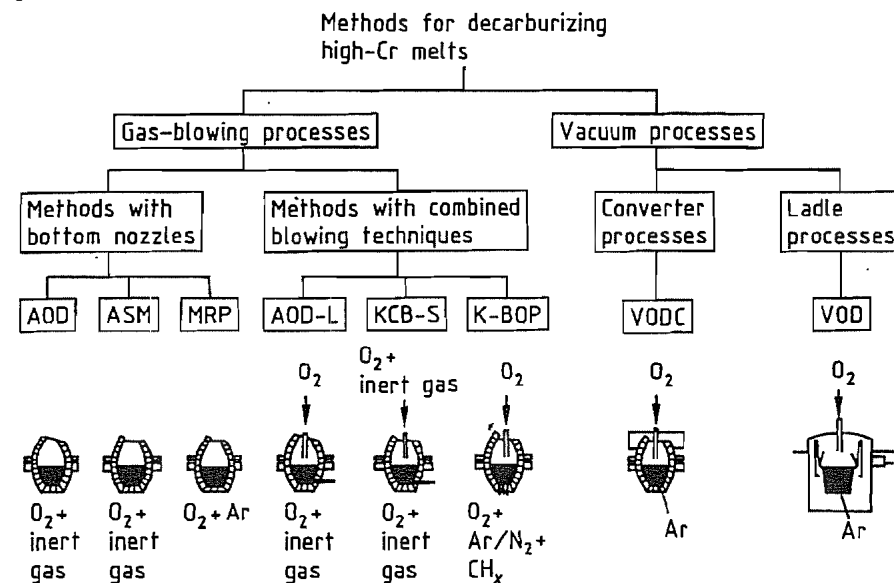 Methods for decarburizing
high-Cr melts
Gas-blowing processes
Vacuum processes
Methods with
bottom nozzles
Methods with combined
blowing techniques
Converter
processes
Ladle
processes
AOD
ASM
MRP
AOD-L
KCB-S
K-BOP
VODC
VOD
O₂
O₂+
inert gas
O₂
O₂
O₂
O₂+
inert
gas
O₂+
inert
gas
O₂+Ar
O₂+
inert
gas
O₂+
inert
gas
O₂+
Ar/N₂+
CHₓ
Ar
Ar